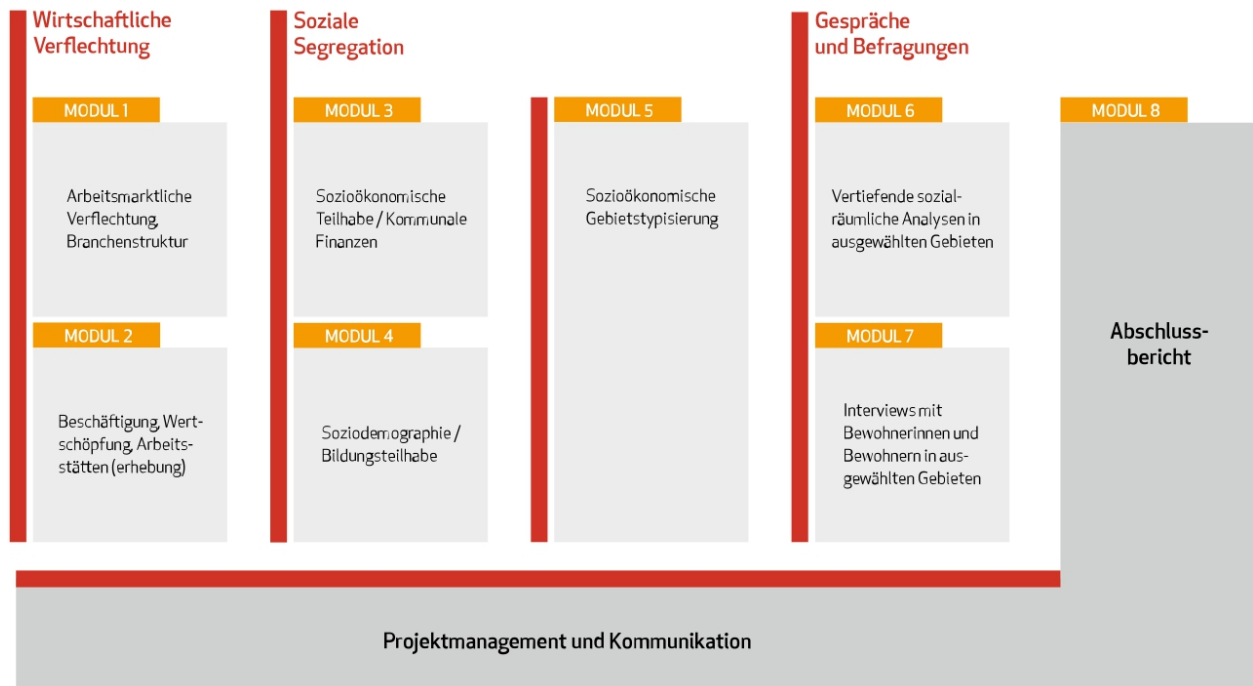 Wirtschaftliche
Verflechtung
MODUL 1
Arbeitsmarktliche
Verflechtung,
Branchenstruktur
MODUL 2
Beschäftigung, Wert-
schöpfung, Arbeits-
stätten (erhebung)
Soziale
Segregation
MODUL 3
Sozioökonomische
Teilhabe / Kommunale
Finanzen
MODUL 4
Soziodemographie /
Bildungsteilhabe
MODUL 5
Sozioökonomische
Gebietstypisierung
Gespräche
und Befragungen
MODUL 6
Vertiefende sozial-
räumliche Analysen in
ausgewählten Gebieten
MODUL 7
Interviews mit
Bewohnerinnen und
Bewohnern in aus-
gewählten Gebieten
MODUL 8
Abschluss-
bericht
Projektmanagement und Kommunikation